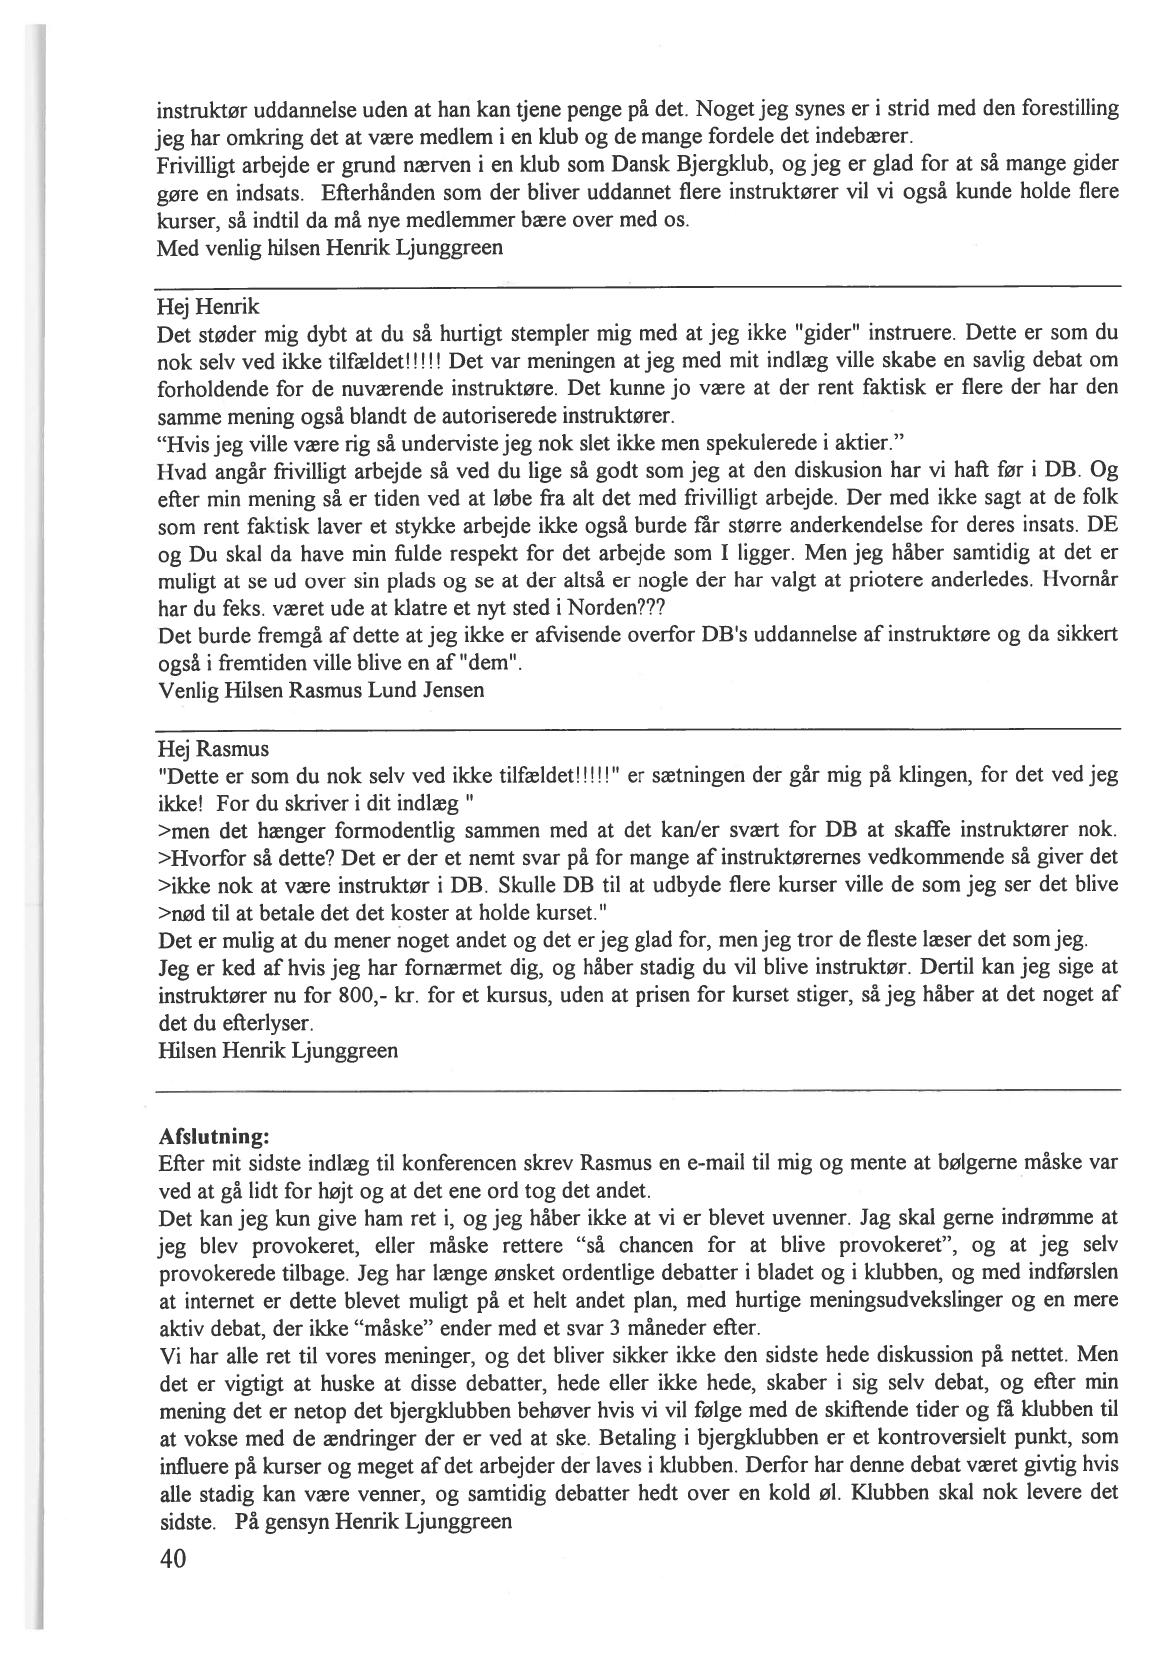 instruktør uddannelse uden at han kan tjene penge på det. Noget jeg synes er i strid med den forestilling
jeg har omkring det at være medlem i en klub og de mange fordele det indebærer.
Frivilligt arbejde er grund nærven i en klub som Dansk Bjergklub, og jeg er glad for at så mange gider
gøre en indsats. Efterhånden som der bliver uddannet flere instruktører vil vi også kunde holde flere
kurser, så indtil da må nye medlemmer bære over med os.
Med venlig hilsen Henrik Ljunggreen
Hej Henrik
Det støder mig dybt at du så hurtigt stempler mig med at jeg ikke "gider" instruere. Dette er som du
nok selv ved ikke tilfældet!!!!! Det var meningen at jeg med mit indlæg ville skabe en savlig debat om
forholdende for de nuværende instruktøre. Det kunne jo være at der rent faktisk er flere der har den
samme mening også blandt de autoriserede instruktører.
“Hvis jeg ville være rig så underviste jeg nok slet ikke men spekulerede i aktier.”
Hvad angår frivilligt arbejde så ved du lige så godt som jeg at den diskusion har vi haft før i DB. Og
efter min mening så er tiden ved at løbe fra alt det med frivilligt arbejde. Der med ikke sagt at de folk
som rent faktisk laver et stykke arbejde ikke også burde får større anderkendelse for deres insats. DE
og Du skal da have min fulde respekt for det arbejde som I ligger. Men jeg håber samtidig at det er
muligt at se ud over sin plads og se at der altså er nogle der har valgt at priotere anderledes. Hvornår
har du feks. været ude at klatre et nyt sted i Norden???
Det burde fremgå af dette at jeg ikke er afvisende overfor DB's uddannelse af instruktøre og da sikkert
også i fremtiden ville blive en af "dem".
Venlig Hilsen Rasmus Lund Jensen
Hej Rasmus
"Dette er som du nok selv ved ikke tilfældet!!!!!" er sætningen der går mig på klingen, for det ved jeg
ikke! For du skriver i dit indlæg "
>men det hænger formodentlig sammen med at det kan/er svært for DB at skaffe instruktører nok.
>Hvorfor så dette? Det er der et nemt svar på for mange af instruktørernes vedkommende så giver det
>ikke nok at være instruktør i DB. Skulle DB til at udbyde flere kurser ville de som jeg ser det blive
>nød til at betale det det koster at holde kurset."
Det er mulig at du mener noget andet og det er jeg glad for, men jeg tror de fleste læser det som jeg.
Jeg er ked af hvis jeg har fornærmet dig, og håber stadig du vil blive instruktør. Dertil kan jeg sige at
instruktører nu for 800,- kr. for et kursus, uden at prisen for kurset stiger, så jeg håber at det noget af
det du efterlyser.
Hilsen Henrik Ljunggreen
Afslutning:
Efter mit sidste indlæg til konferencen skrev Rasmus en e-mail til mig og mente at bølgerne måske var
ved at gå lidt for højt og at det ene ord tog det andet.
Det kan jeg kun give ham ret i, og jeg håber ikke at vi er blevet uvenner. Jag skal gerne indrømme at
jeg blev provokeret, eller måske rettere “så chancen for at blive provokeret”, og at jeg selv
provokerede tilbage. Jeg har længe ønsket ordentlige debatter i bladet og i klubben, og med indførslen
at internet er dette blevet muligt på et helt andet plan, med hurtige meningsudvekslinger og en mere
aktiv debat, der ikke “måske” ender med et svar 3 måneder efter.
Vi har alle ret til vores meninger, og det bliver sikker ikke den sidste hede diskussion på nettet. Men
det er vigtigt at huske at disse debatter, hede eller ikke hede, skaber i sig selv debat, og efter min
mening det er netop det bjergklubben behøver hvis vi vil følge med de skiftende tider og få klubben til
at vokse med de ændringer der er ved at ske. Betaling i bjergklubben er et kontroversielt punkt, som
influere på kurser og meget af det arbejder der laves i klubben. Derfor har denne debat været givtig hvis
alle stadig kan være venner, og samtidig debatter hedt over en kold øl. Klubben skal nok levere det
sidste. På gensyn Henrik Ljunggreen
40